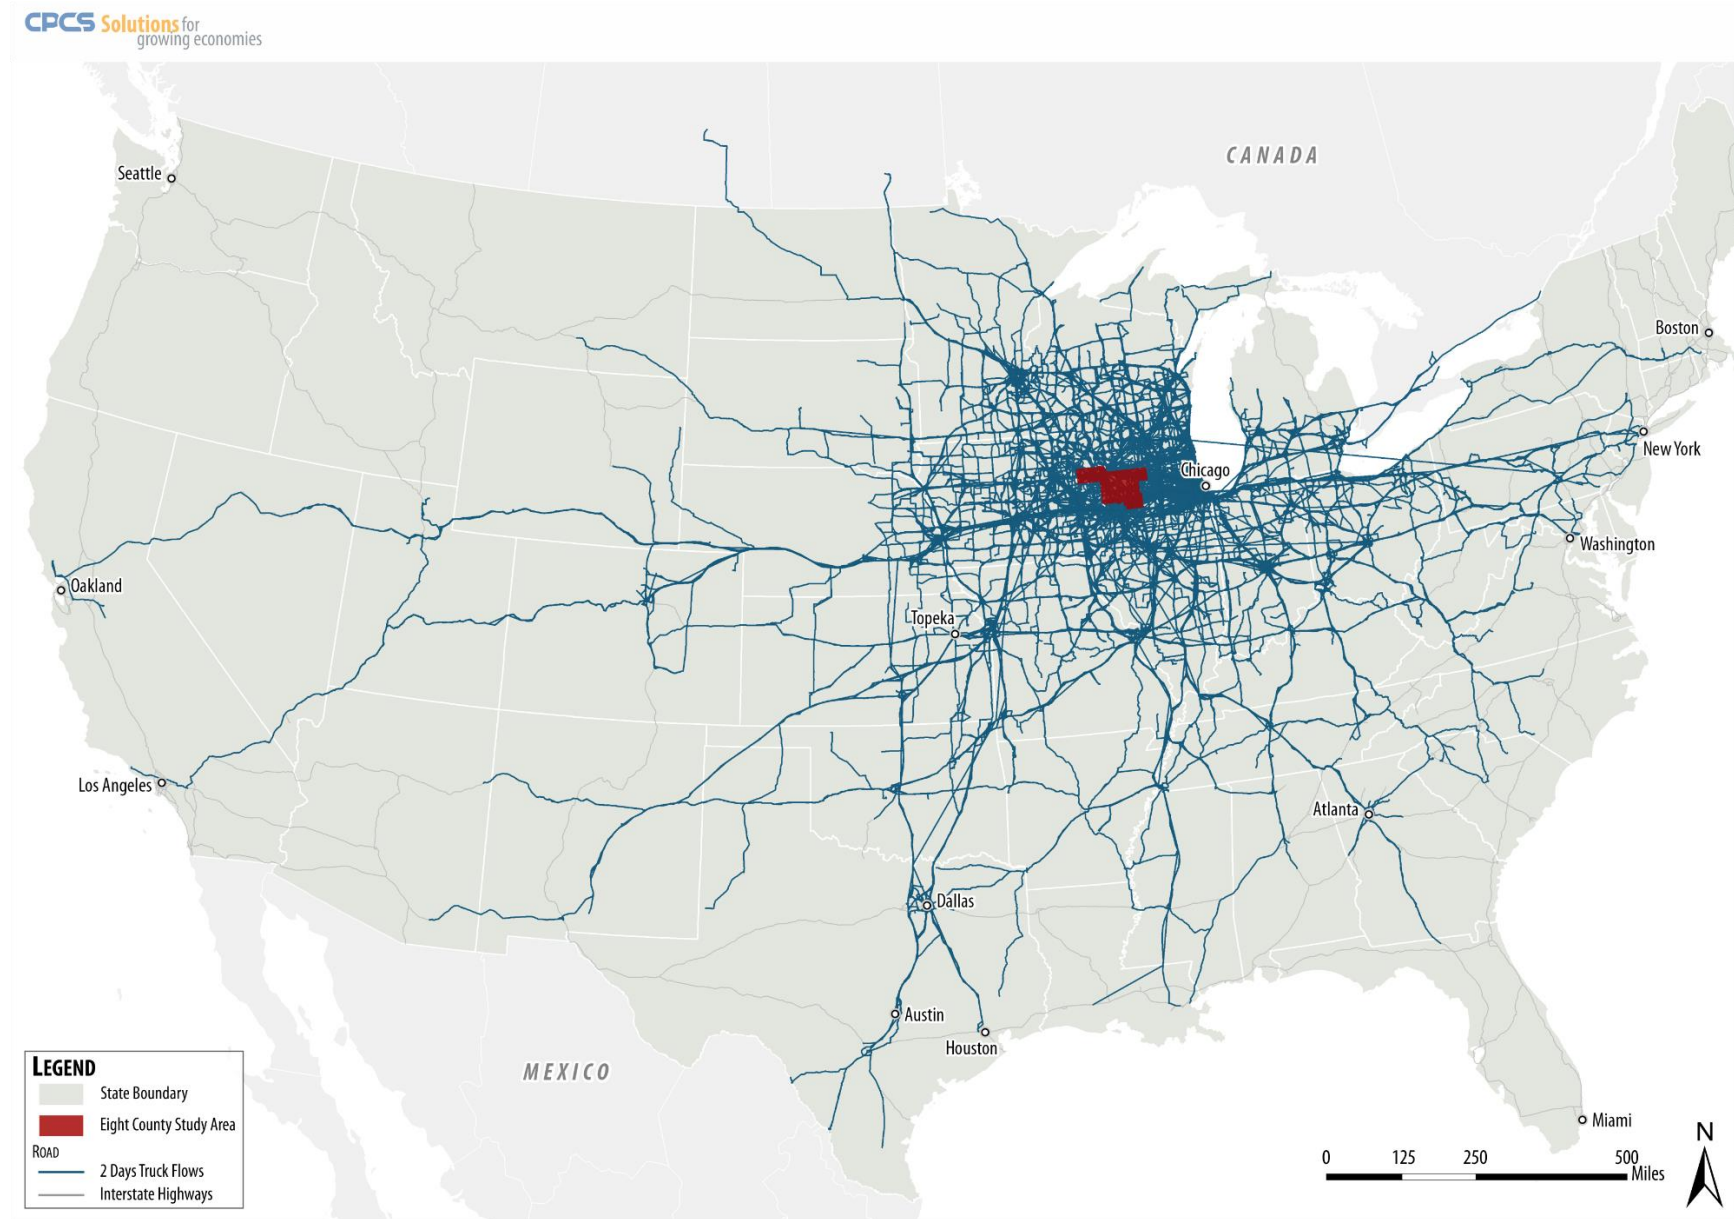 CPCS Solutions for
growing economies
CANADA
Seattle
Boston
New York
Chicago
Washington
Oakland
Topeka
Los Angeles
Atlanta
Dallas
Austin
Houston
MEXICO
Miami
LEGEND
State Boundary
Eight County Study Area
ROAD
2 Days Truck Flows
Interstate Highways
N
0 125 250 500
Miles